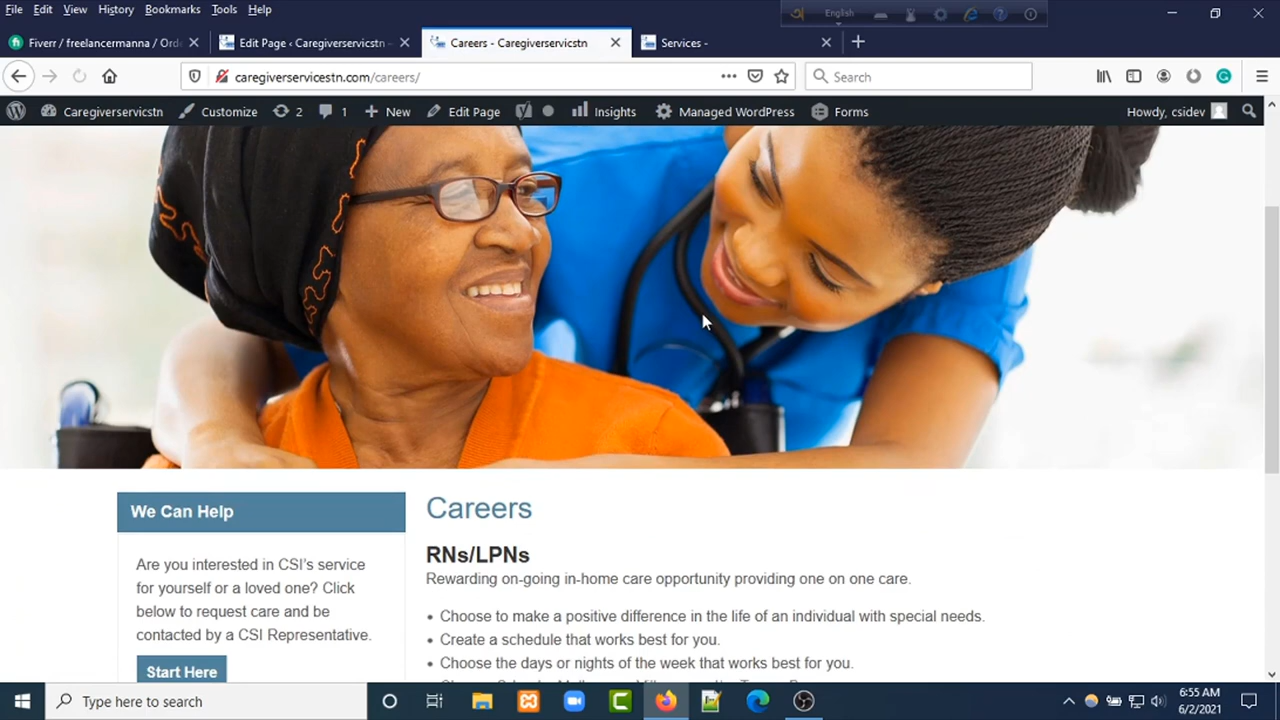 File Edit View History Bookmarks Tools Help
English
Fiverr / freelancermanna / Ord
Edit Page ‹ Caregiverservicstn
Careers - Caregiverservicstn
Services -
caregiverservicestn.com/careers/
Search
Caregiverservicstn Customize 2 1 New Edit Page Insights Managed WordPress Forms Howdy, csidev
We Can Help
Are you interested in CSI's service
for yourself or a loved one? Click
below to request care and be
contacted by a CSI Representative.
Start Here
Careers
RNs/LPNs
Rewarding on-going in-home care opportunity providing one on one care.
• Choose to make a positive difference in the life of an individual with special needs.
• Create a schedule that works best for you.
• Choose the days or nights of the week that works best for you.
Type here to search
6:55 AM
6/2/2021